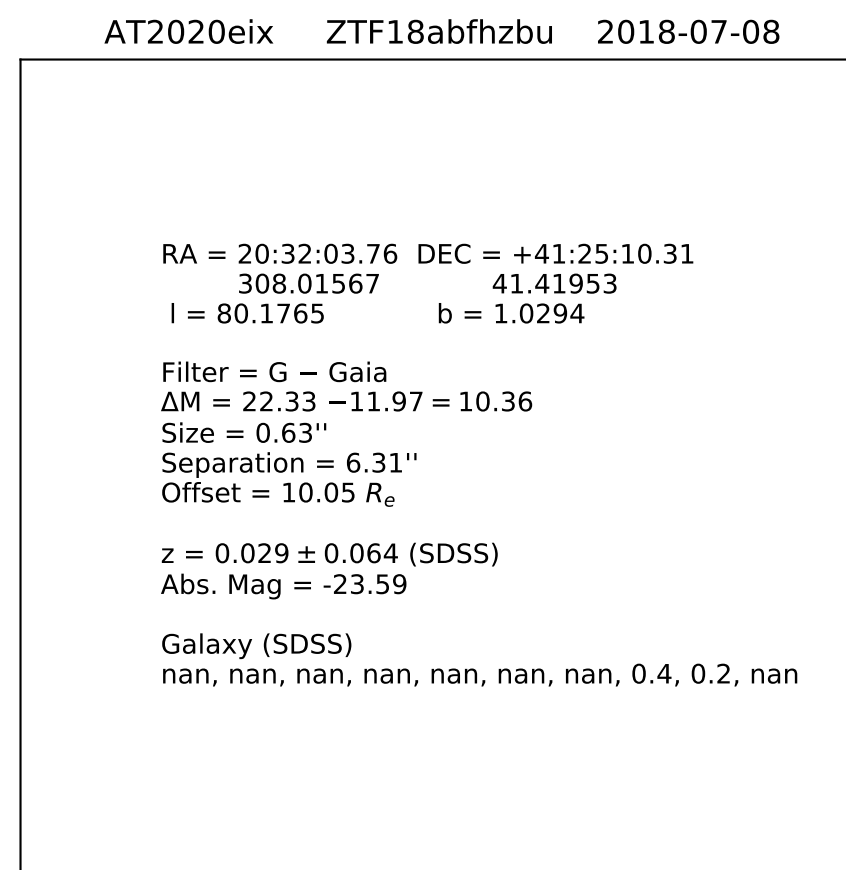 AT2020eix ZTF18abfhzbu 2018-07-08
RA = 20:32:03.76 DEC = +41:25:10.31
308.01567 41.41953
l = 80.1765 b = 1.0294
Filter = G − Gaia
ΔM = 22.33 −11.97 = 10.36
Size = 0.63''
Separation = 6.31''
Offset = 10.05 Rₑ
z = 0.029 ± 0.064 (SDSS)
Abs. Mag = -23.59
Galaxy (SDSS)
nan, nan, nan, nan, nan, nan, nan, 0.4, 0.2, nan